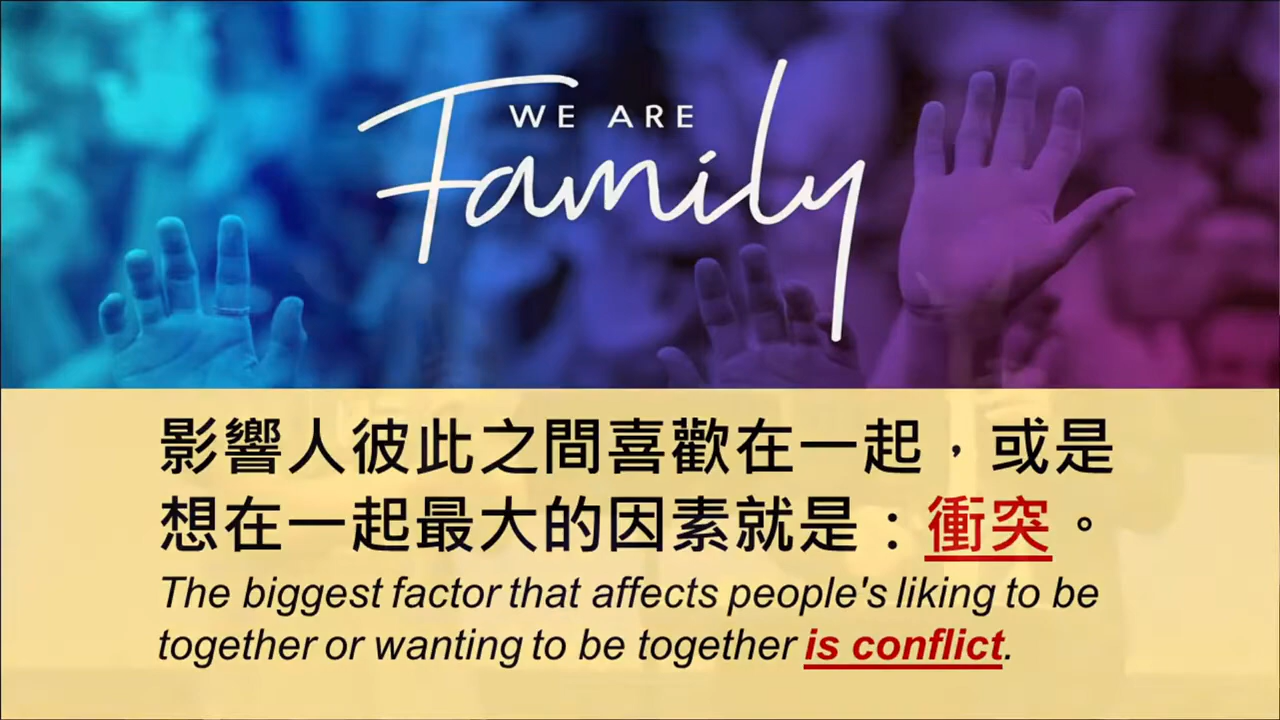 WE ARE
Family
影響人彼此之間喜歡在一起，或是
想在一起最大的因素就是：衝突。
The biggest factor that affects people's liking to be
together or wanting to be together is conflict.